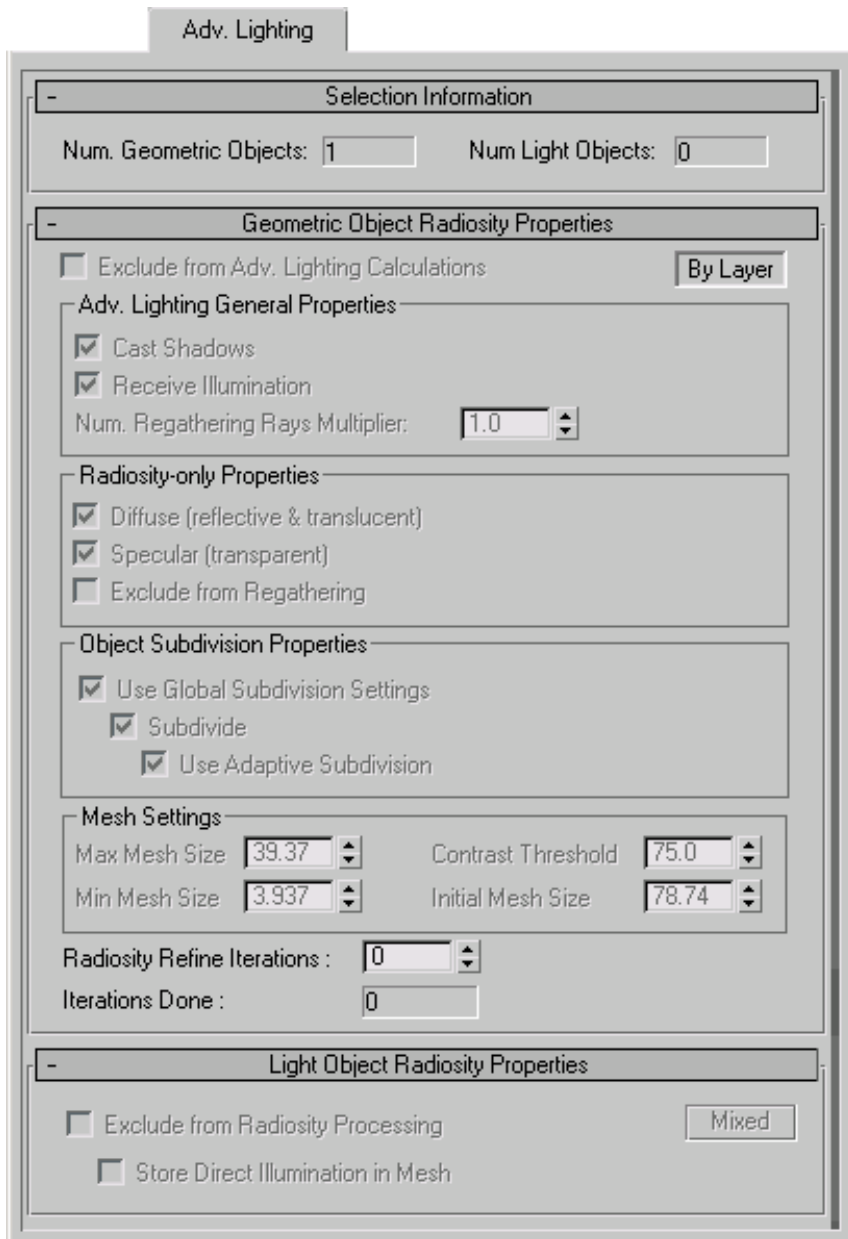 Adv. Lighting
- Selection Information
Num. Geometric Objects: 1 Num Light Objects: 0
- Geometric Object Radiosity Properties
Exclude from Adv. Lighting Calculations By Layer
Adv. Lighting General Properties
Cast Shadows
Receive Illumination
Num. Regathering Rays Multiplier: 1.0
Radiosity-only Properties
Diffuse (reflective & translucent)
Specular (transparent)
Exclude from Regathering
Object Subdivision Properties
Use Global Subdivision Settings
Subdivide
Use Adaptive Subdivision
Mesh Settings
Max Mesh Size 39.37 Contrast Threshold 75.0
Min Mesh Size 3.937 Initial Mesh Size 78.74
Radiosity Refine Iterations : 0
Iterations Done : 0
- Light Object Radiosity Properties
Exclude from Radiosity Processing Mixed
Store Direct Illumination in Mesh